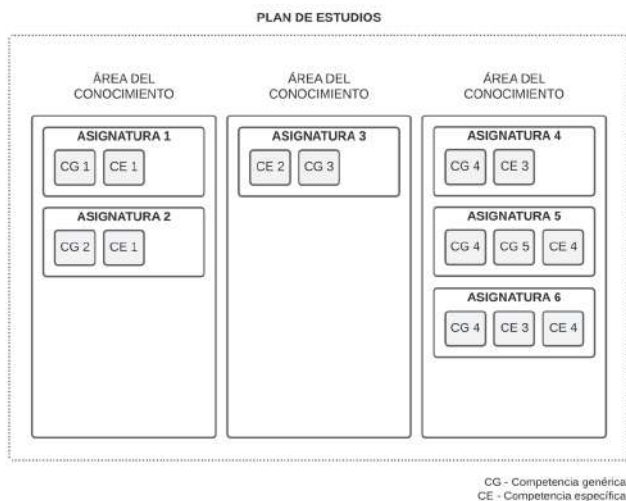 PLAN DE ESTUDIOS
ÁREA DEL
CONOCIMIENTO
ASIGNATURA 1
CG 1 CE 1
ASIGNATURA 2
CG 2 CE 1
ÁREA DEL
CONOCIMIENTO
ASIGNATURA 3
CE 2 CG 3
ÁREA DEL
CONOCIMIENTO
ASIGNATURA 4
CG 4 CE 3
ASIGNATURA 5
CG 4 CG 5 CE 4
ASIGNATURA 6
CG 4 CE 3 CE 4
CG - Competencia genérica
CE - Competencia específica